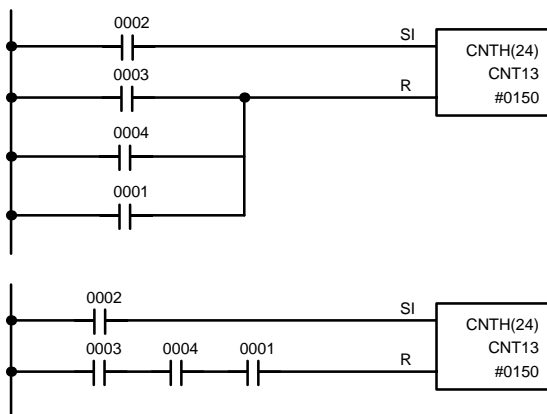 0002
SI
CNTH(24)
0003
CNT13
R
#0150
0004
0001
0002
SI
CNTH(24)
0003 0004 0001
CNT13
R
#0150